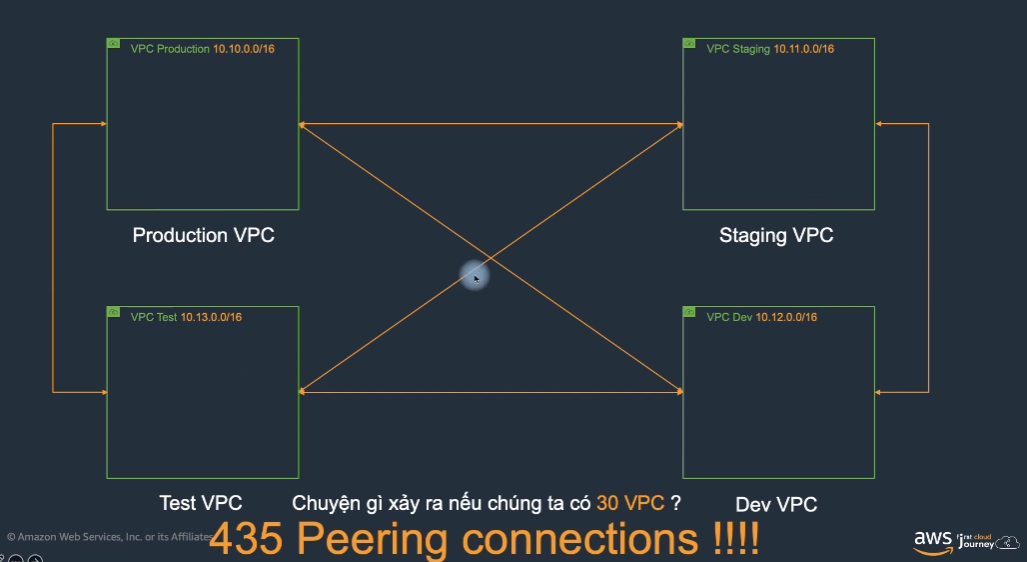 VPC Production 10.10.0.0/16
VPC Staging 10.11.0.0/16
Production VPC
Staging VPC
VPC Test 10.13.0.0/16
VPC Dev 10.12.0.0/16
Test VPC
Dev VPC
Chuyện gì xảy ra nếu chúng ta có 30 VPC ?
435 Peering connections !!!!
© Amazon Web Services, Inc. or its Affiliates
aws
first cloud
journey